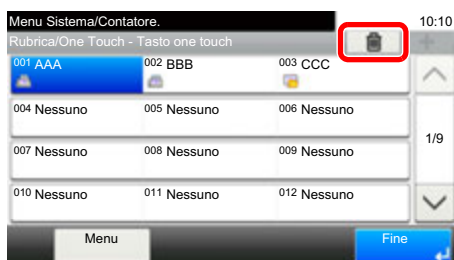 Menu Sistema/Contatore. 10:10
Rubrica/One Touch - Tasto one touch
001 AAA 002 BBB 003 CCC
004 Nessuno 005 Nessuno 006 Nessuno
1/9
007 Nessuno 008 Nessuno 009 Nessuno
010 Nessuno 011 Nessuno 012 Nessuno
Menu Fine